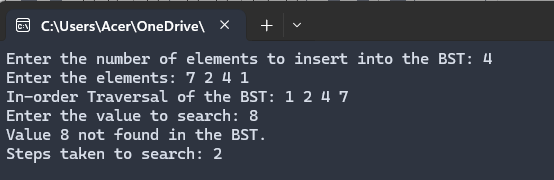 C:\Users\Acer\OneDrive\
Enter the number of elements to insert into the BST: 4
Enter the elements: 7 2 4 1
In-order Traversal of the BST: 1 2 4 7
Enter the value to search: 8
Value 8 not found in the BST.
Steps taken to search: 2